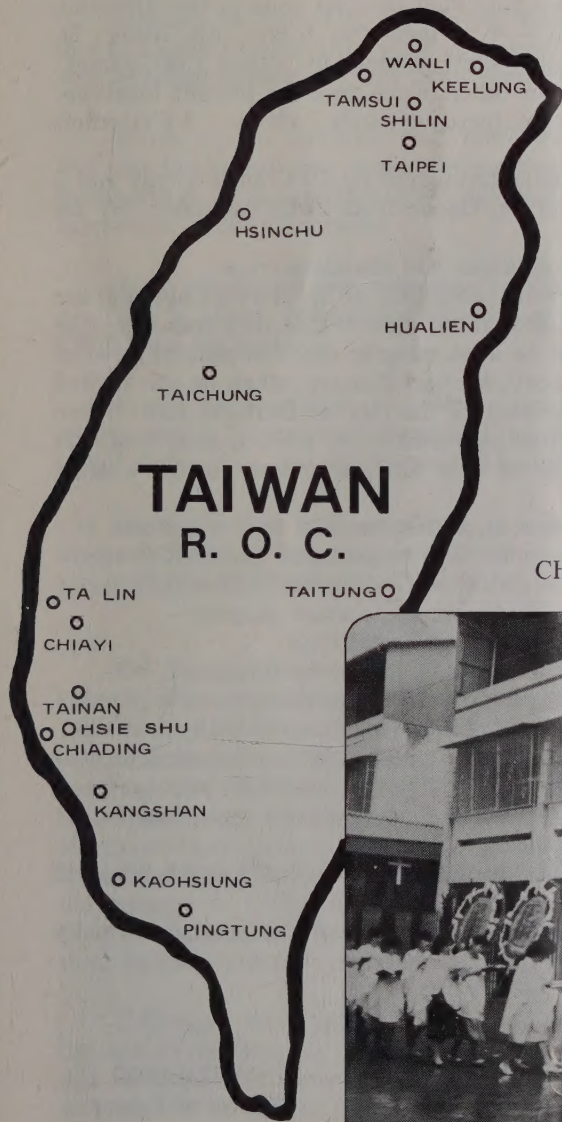 WANLI
KEELUNG
TAMSUI
SHILIN
TAIPEI
HSINCHU
HUALIEN
TAICHUNG
TAIWAN
R. O. C.
CH
TAITUNG
TA LIN
CHIAYI
TAINAN
HSIE SHU
CHIADING
KANGSHAN
KAOHSIUNG
PINGTUNG